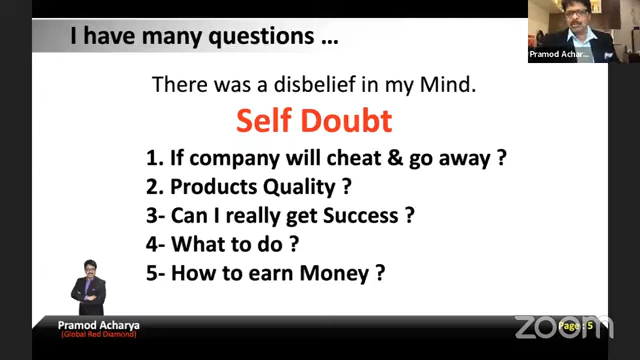 I have many questions ...
Pramod Achar...
There was a disbelief in my Mind.
Self Doubt
1. If company will cheat & go away ?
2. Products Quality ?
3- Can I really get Success ?
4- What to do ?
5- How to earn Money ?
Pramod Acharya
(Global Red Diamond)
Page: 5
zoom